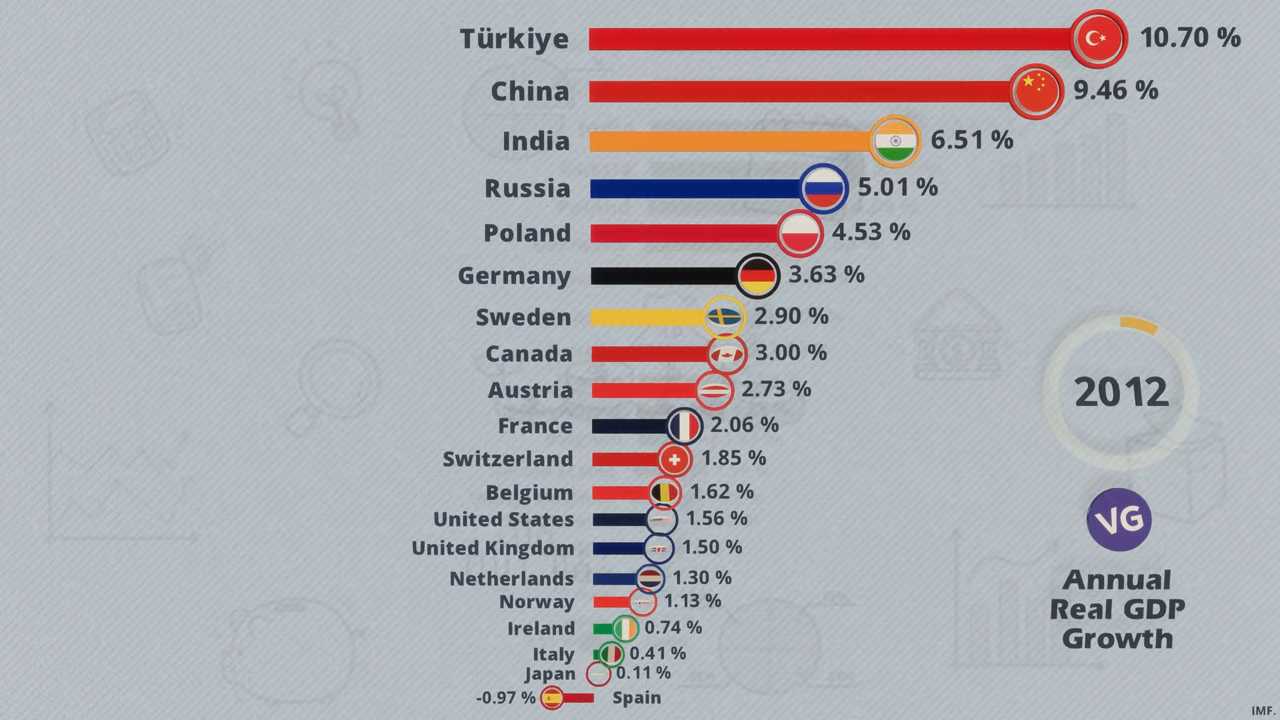 Türkiye 10.70 %
China 9.46 %
India 6.51 %
Russia 5.01 %
Poland 4.53 %
Germany 3.63 %
Sweden 2.90 %
Canada 3.00 %
Austria 2.73 %
France 2.06 %
Switzerland 1.85 %
Belgium 1.62 %
United States 1.56 %
United Kingdom 1.50 %
Netherlands 1.30 %
Norway 1.13 %
Ireland 0.74 %
Italy 0.41 %
Japan 0.11 %
-0.97 % Spain
2012
VG
Annual
Real GDP
Growth
IMF.